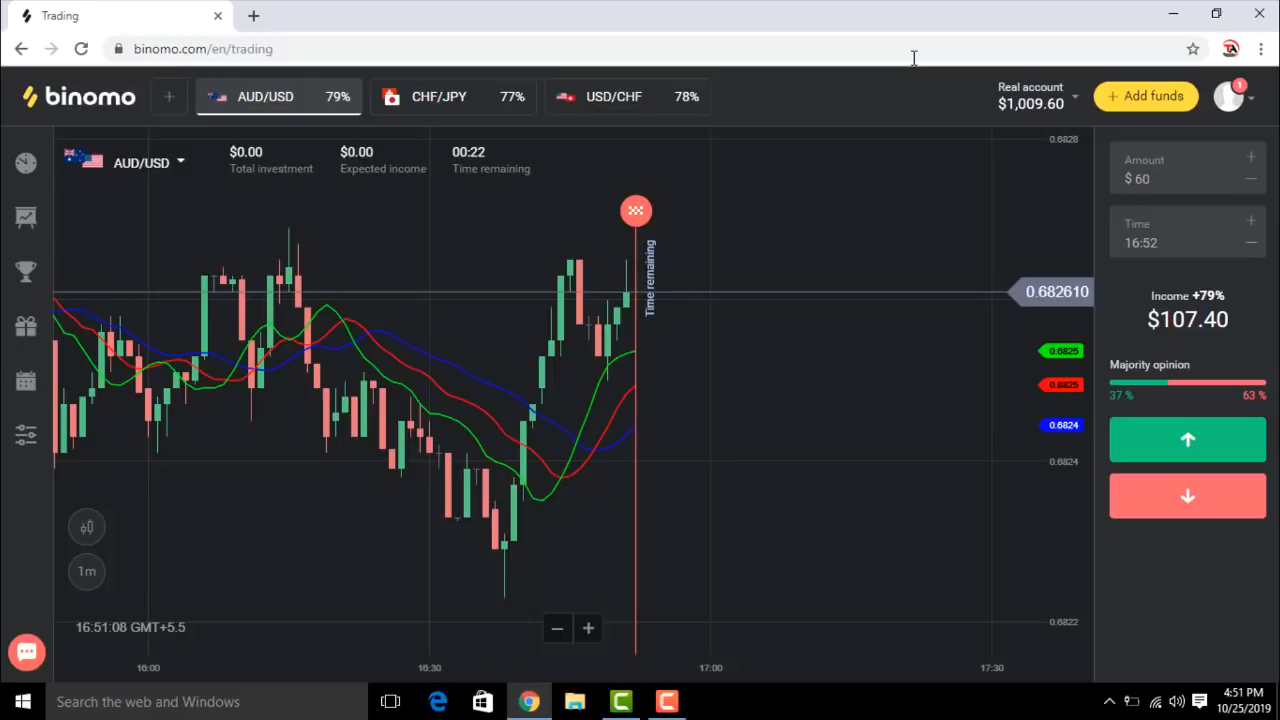 Trading
binomo.com/en/trading
binomo
AUD/USD 79%
CHF/JPY 77%
USD/CHF 78%
Real account
$1,009.60
+ Add funds
1
AUD/USD
$0.00
Total investment
$0.00
Expected income
00:22
Time remaining
0.6828
Time remaining
0.682610
0.6825
0.6825
0.6824
0.6824
0.6822
Amount
$ 60
Time
16:52
Income +79%
$107.40
Majority opinion
37 %
63 %
1m
16:51:08 GMT+5.5
16:00
16:30
17:00
17:30
Search the web and Windows
4:51 PM
10/25/2019